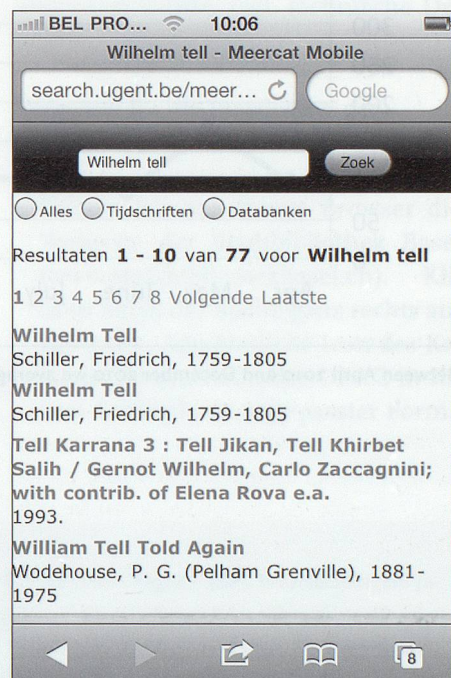 BEL PRO... 10:06
Wilhelm tell - Meercat Mobile
search.ugent.be/meer... Google
Wilhelm tell Zoek
Alles Tijdschriften Databanken
Resultaten 1 - 10 van 77 voor Wilhelm tell
1 2 3 4 5 6 7 8 Volgende Laatste
Wilhelm Tell
Schiller, Friedrich, 1759-1805
Wilhelm Tell
Schiller, Friedrich, 1759-1805
Tell Karrana 3 : Tell Jikan, Tell Khirbet
Salih / Gernot Wilhelm, Carlo Zaccagnini;
with contrib. of Elena Rova e.a.
1993.
William Tell Told Again
Wodehouse, P. G. (Pelham Grenville), 1881-
1975
8